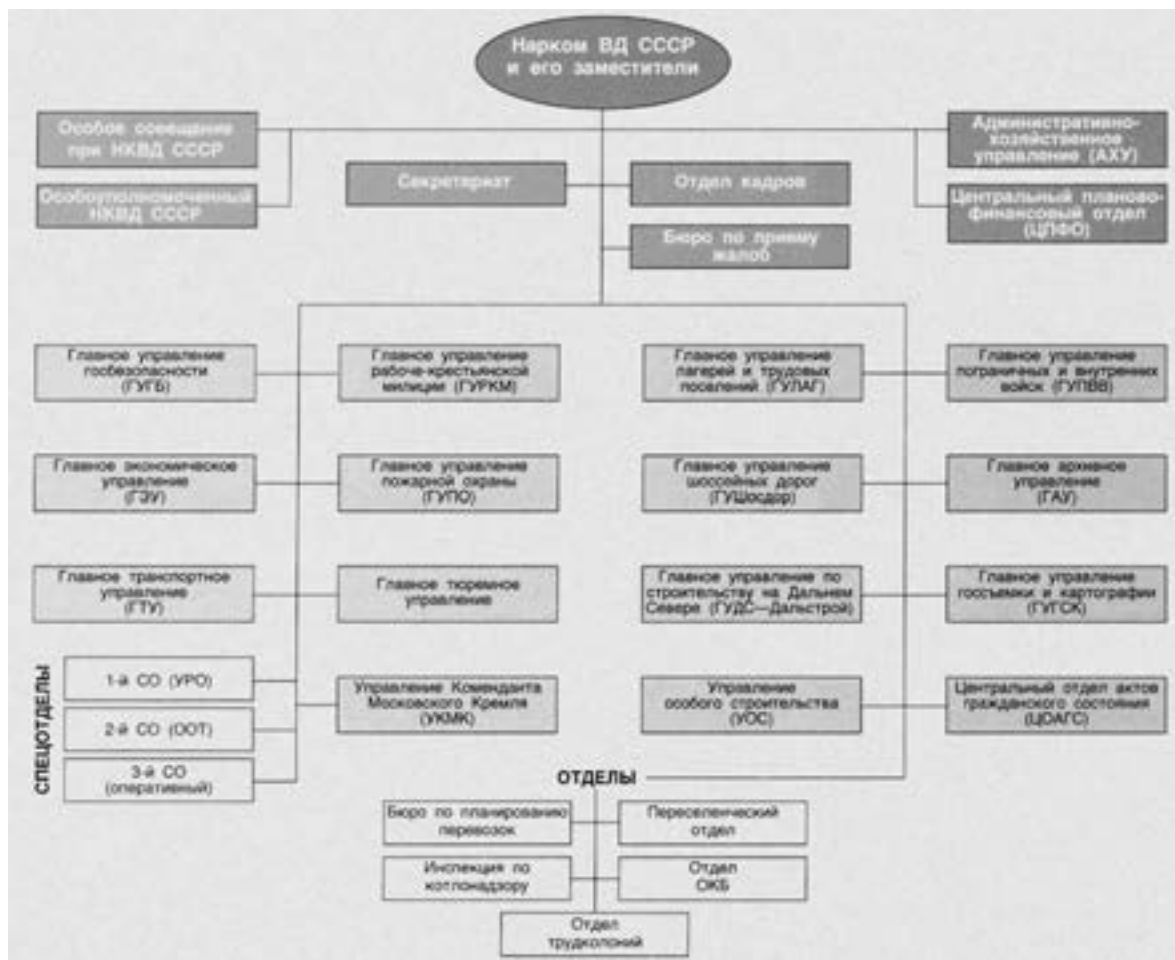 Нарком ВД СССР
и его заместители
Особое совещание
при НКВД СССР
Особоуполномоченный
НКВД СССР
Секретариат
Отдел кадров
Бюро по приему
жалоб
Административно-
хозяйственное
управление (АХУ)
Центральный планово-
финансовый отдел
(ЦПФО)
Главное управление
госбезопасности
(ГУГБ)
Главное управление
рабоче-крестьянской
милиции (ГУРКМ)
Главное управление
лагерей и трудовых
поселений (ГУЛАГ)
Главное управление
пограничных и внутренних
войск (ГУПВВ)
Главное экономическое
управление
(ГЭУ)
Главное управление
пожарной охраны
(ГУПО)
Главное управление
шоссейных дорог
(ГУШосдор)
Главное архивное
управление
(ГАУ)
Главное транспортное
управление
(ГТУ)
Главное тюремное
управление
Главное управление по
строительству на Дальнем
Севере (ГУДС—Дальстрой)
Главное управление
госсъемки и картографии
(ГУГСК)
СПЕЦОТДЕЛЫ
1-й СО (УРО)
2-й СО (ООТ)
3-й СО
(оперативный)
Управление Коменданта
Московского Кремля
(УКМК)
Управление
особого строительства
(УОС)
Центральный отдел актов
гражданского состояния
(ЦОАГС)
ОТДЕЛЫ
Бюро по планированию
перевозок
Переселенческий
отдел
Инспекция по
котлонадзору
Отдел
ОКБ
Отдел
трудколоний